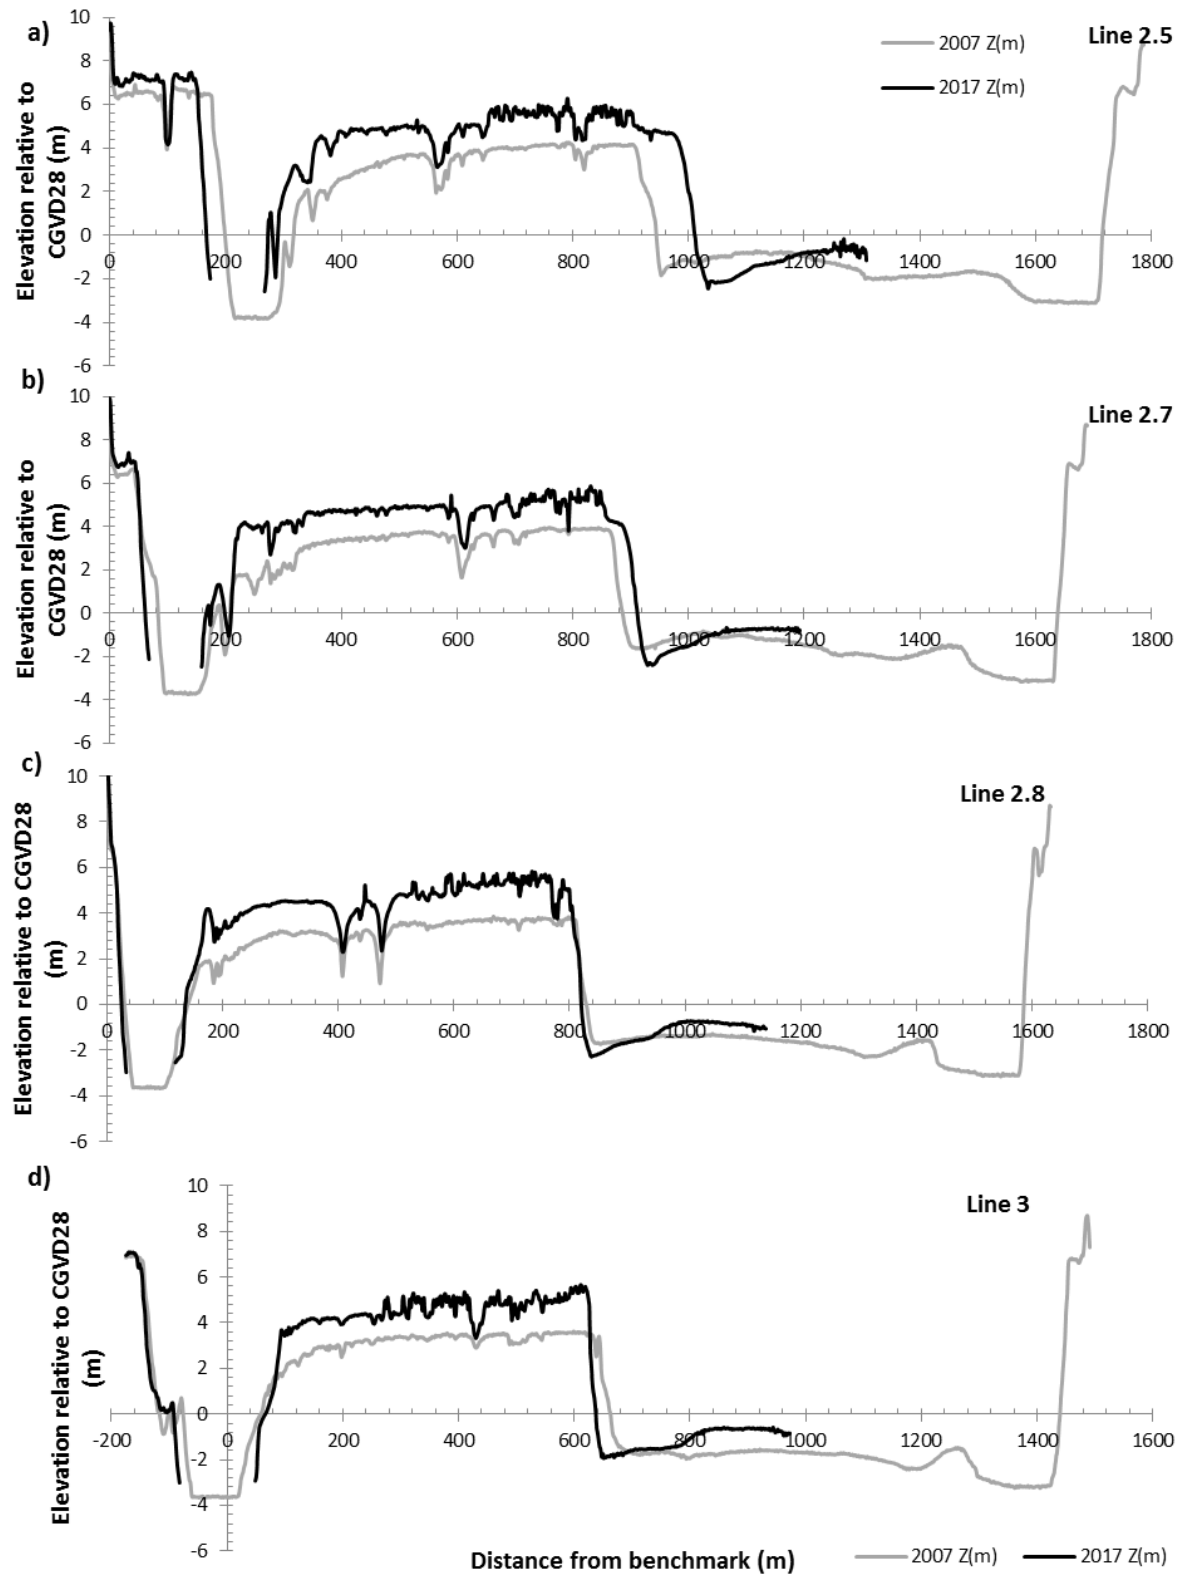 a)
Line 2.5
2007 Z(m)
2017 Z(m)
Elevation relative to
CGVD28 (m)
10
8
6
4
2
0
-2
-4
-6
0 200 400 600 800 1000 1200 1400 1600 1800
b)
Line 2.7
Elevation relative to
CGVD28 (m)
10
8
6
4
2
0
-2
-4
-6
0 200 400 600 800 1000 1200 1400 1600 1800
c)
Line 2.8
Elevation relative to CGVD28
(m)
10
8
6
4
2
0
-2
-4
-6
0 200 400 600 800 1000 1200 1400 1600 1800
d)
Line 3
Elevation relative to CGVD28
(m)
10
8
6
4
2
0
-2
-4
-6
-200 0 200 400 600 800 1000 1200 1400 1600
Distance from benchmark (m)
2007 Z(m) 2017 Z(m)